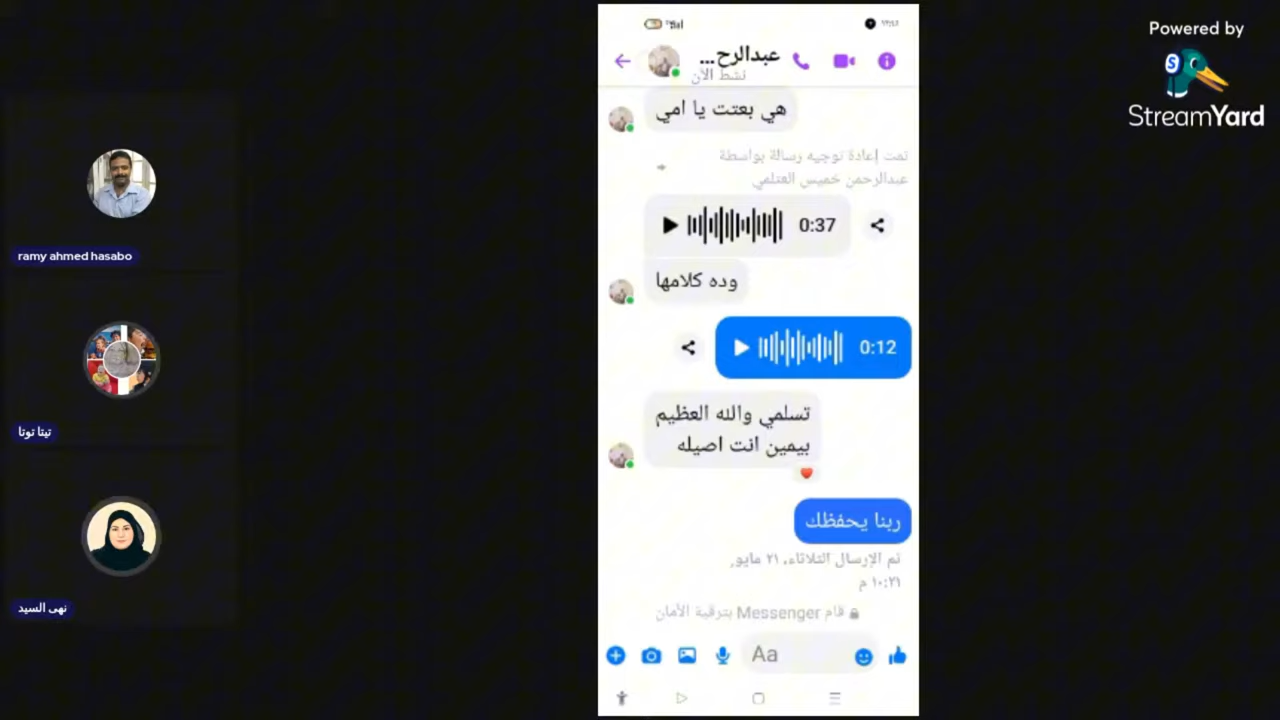 Powered by
StreamYard
ramy ahmed hasabo
تيتا توتا
نهى السيد
عبدالرح...
نشط الآن
هي بعتت يا امي
تمت إعادة توجيه رسالة بواسطة
عبدالرحمن خميس العتلمي
0:37
وده كلامها
0:12
تسلمي والله العظيم
بيمين انت اصيله
ربنا يحفظك
تم الإرسال الثلاثاء، ٢١ مايو,
١٠:٢١ م
قام Messenger بترقية الأمان
Aa